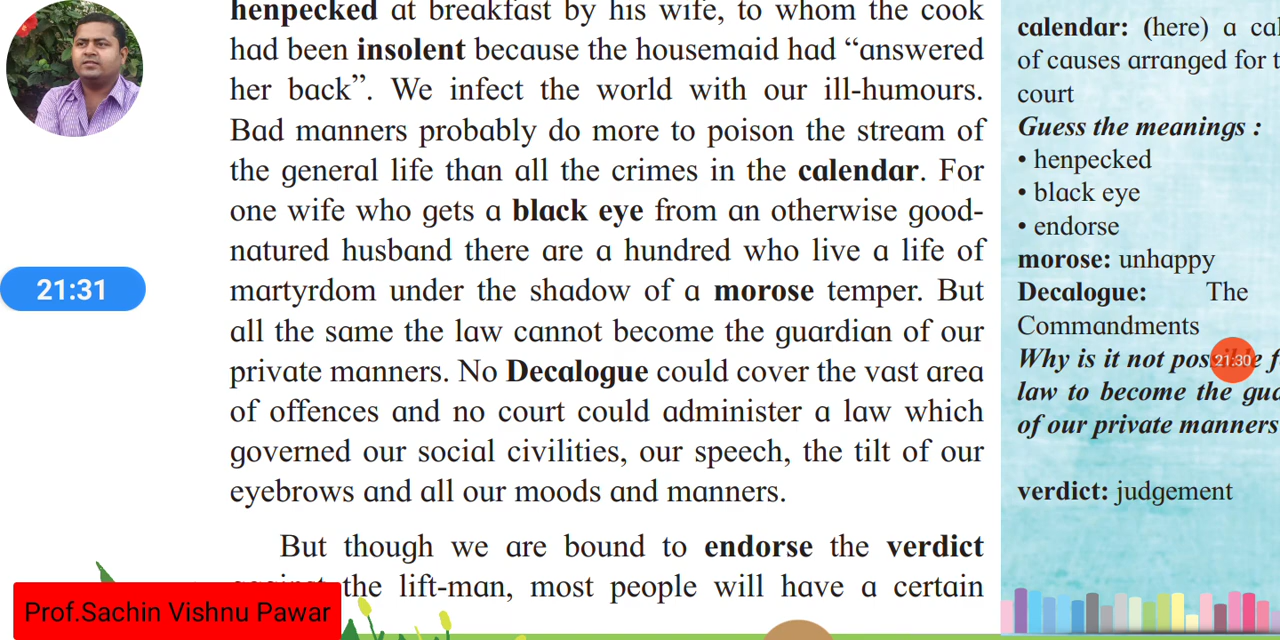 henpecked at breakfast by his wife, to whom the cook
had been insolent because the housemaid had “answered
her back”. We infect the world with our ill-humours.
Bad manners probably do more to poison the stream of
the general life than all the crimes in the calendar. For
one wife who gets a black eye from an otherwise good-
natured husband there are a hundred who live a life of
martyrdom under the shadow of a morose temper. But
all the same the law cannot become the guardian of our
private manners. No Decalogue could cover the vast area
of offences and no court could administer a law which
governed our social civilities, our speech, the tilt of our
eyebrows and all our moods and manners.
But though we are bound to endorse the verdict
the lift-man, most people will have a certain
calendar: (here) a
of causes arranged for
court
Guess the meanings :
• henpecked
• black eye
• endorse
morose: unhappy
Decalogue: The
Commandments
Why is it not
law to become the
of our private manners
verdict: judgement
21:31
21:30
Prof.Sachin Vishnu Pawar